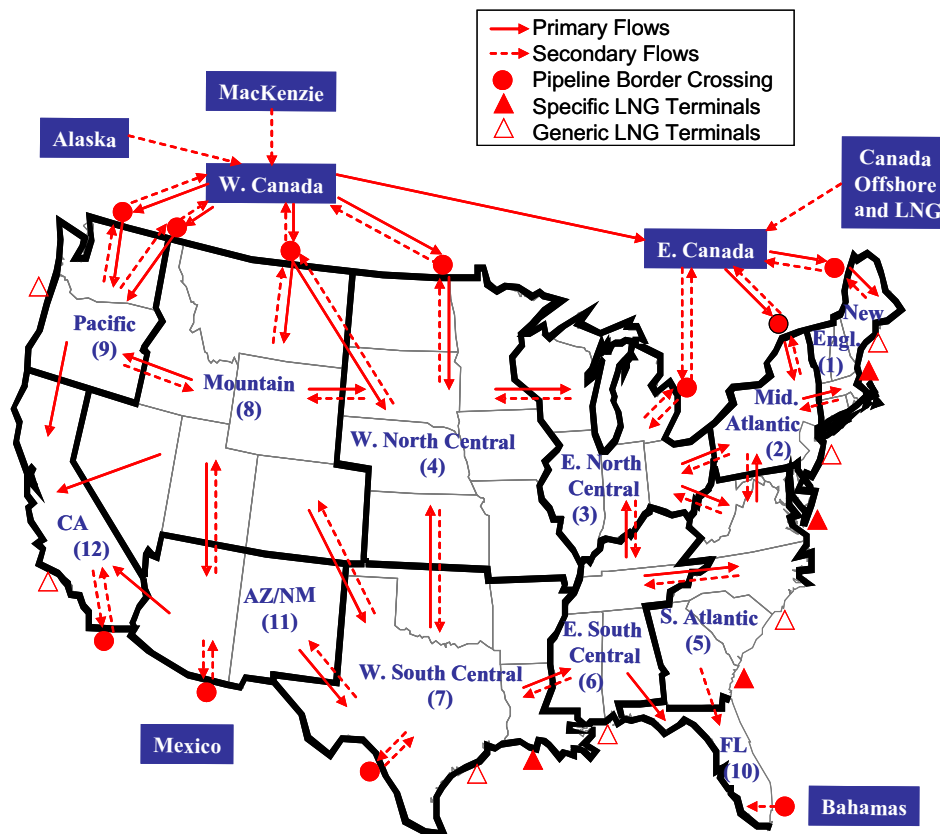 Primary Flows
Secondary Flows
Pipeline Border Crossing
Specific LNG Terminals
Generic LNG Terminals
MacKenzie
Alaska
W. Canada
Canada
Offshore
and LNG
E. Canada
Pacific
(9)
New
Engl.
(1)
Mountain
(8)
Mid.
Atlantic
(2)
W. North Central
(4)
E. North
Central
(3)
CA
(12)
AZ/NM
(11)
E. South
Central
(6)
S. Atlantic
(5)
W. South Central
(7)
Mexico
FL
(10)
Bahamas